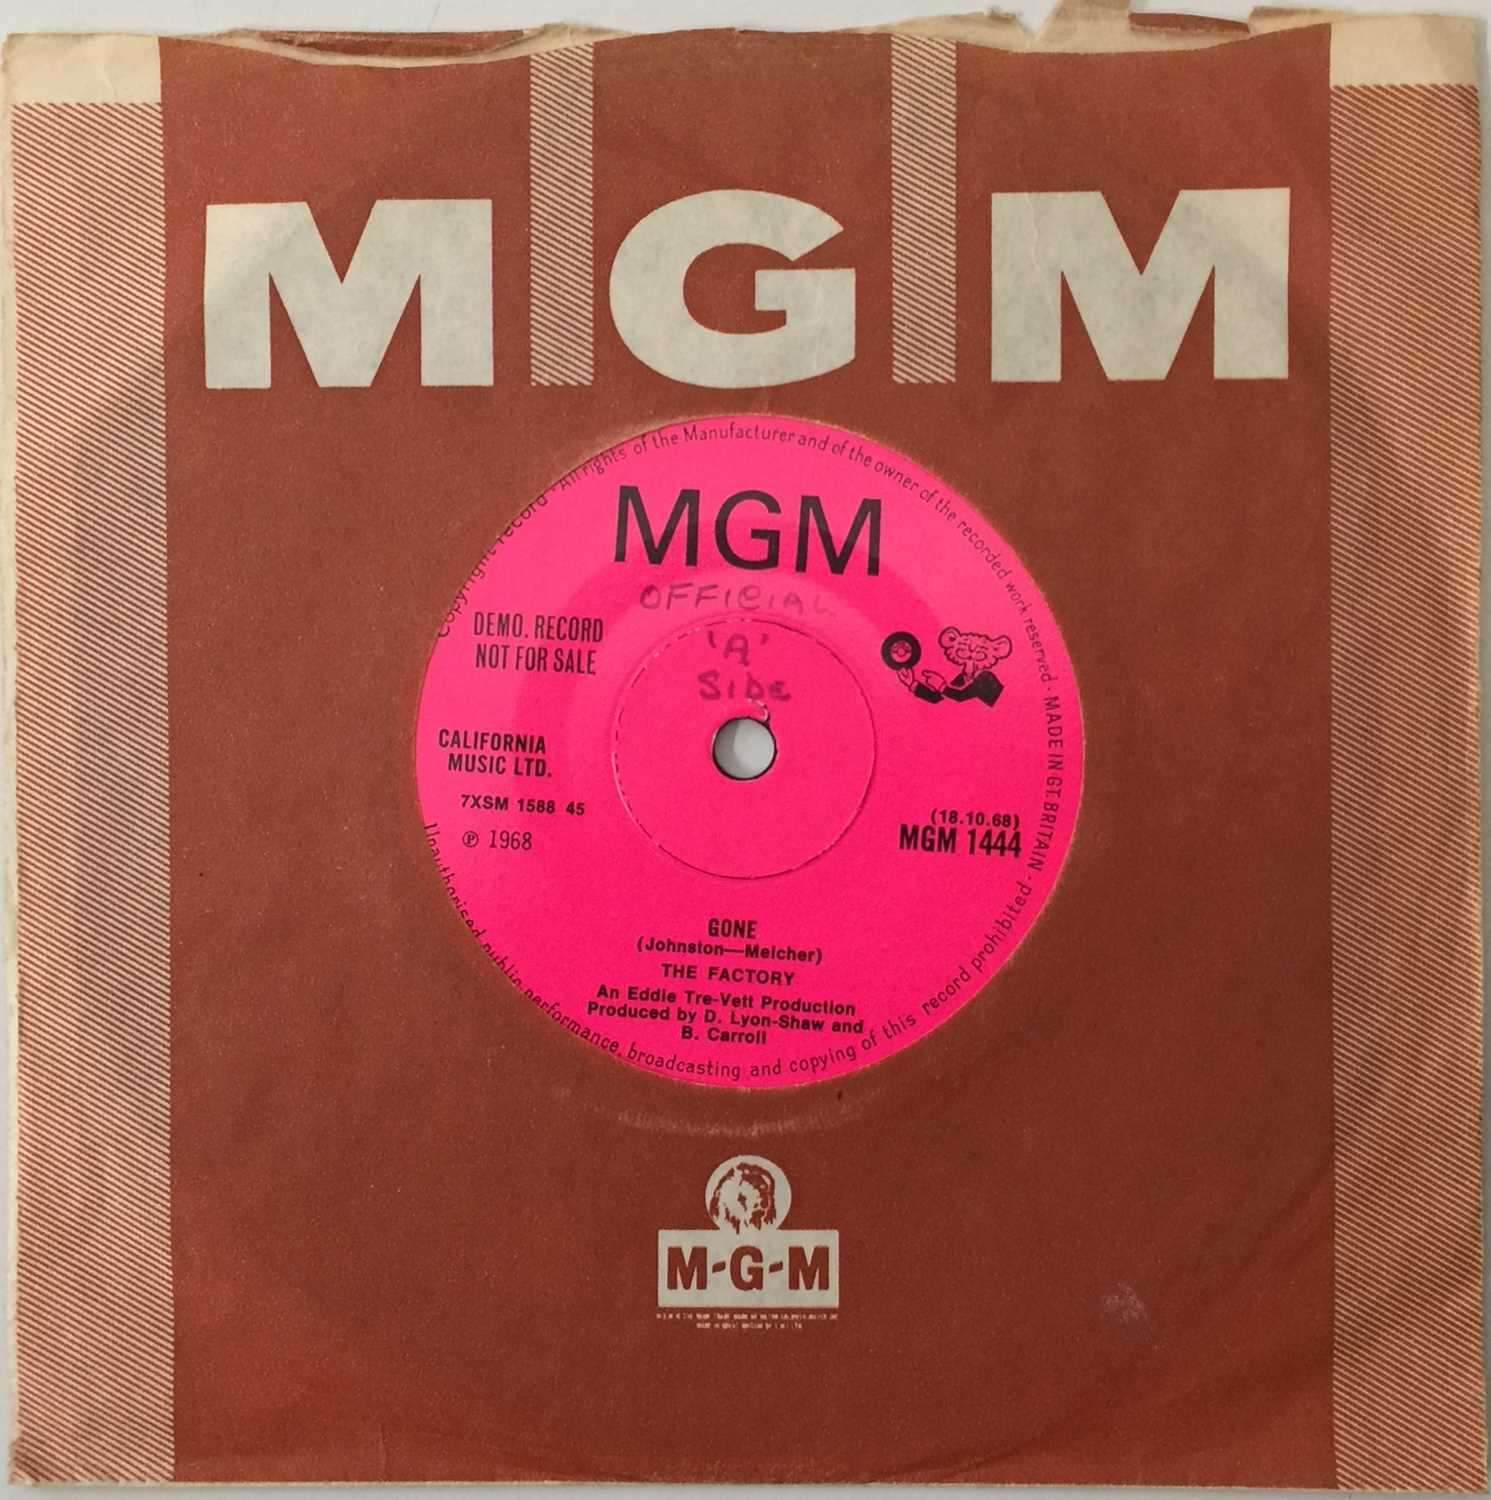 MGM
Copyright record · All rights of the Manufacturer and of the owner of the recorded work reserved · MADE IN GT. BRITAIN ·
Unauthorised public performance, broadcasting and copying of this record prohibited
MGM
OFFICIAL
'A'
SIDE
DEMO. RECORD
NOT FOR SALE
CALIFORNIA
MUSIC LTD.
7XSM 1588 45
℗ 1968
(18.10.68)
MGM 1444
GONE
(Johnston—Melcher)
THE FACTORY
An Eddie Tre-Vett Production
Produced by D. Lyon-Shaw and
B. Carroll
M-G-M